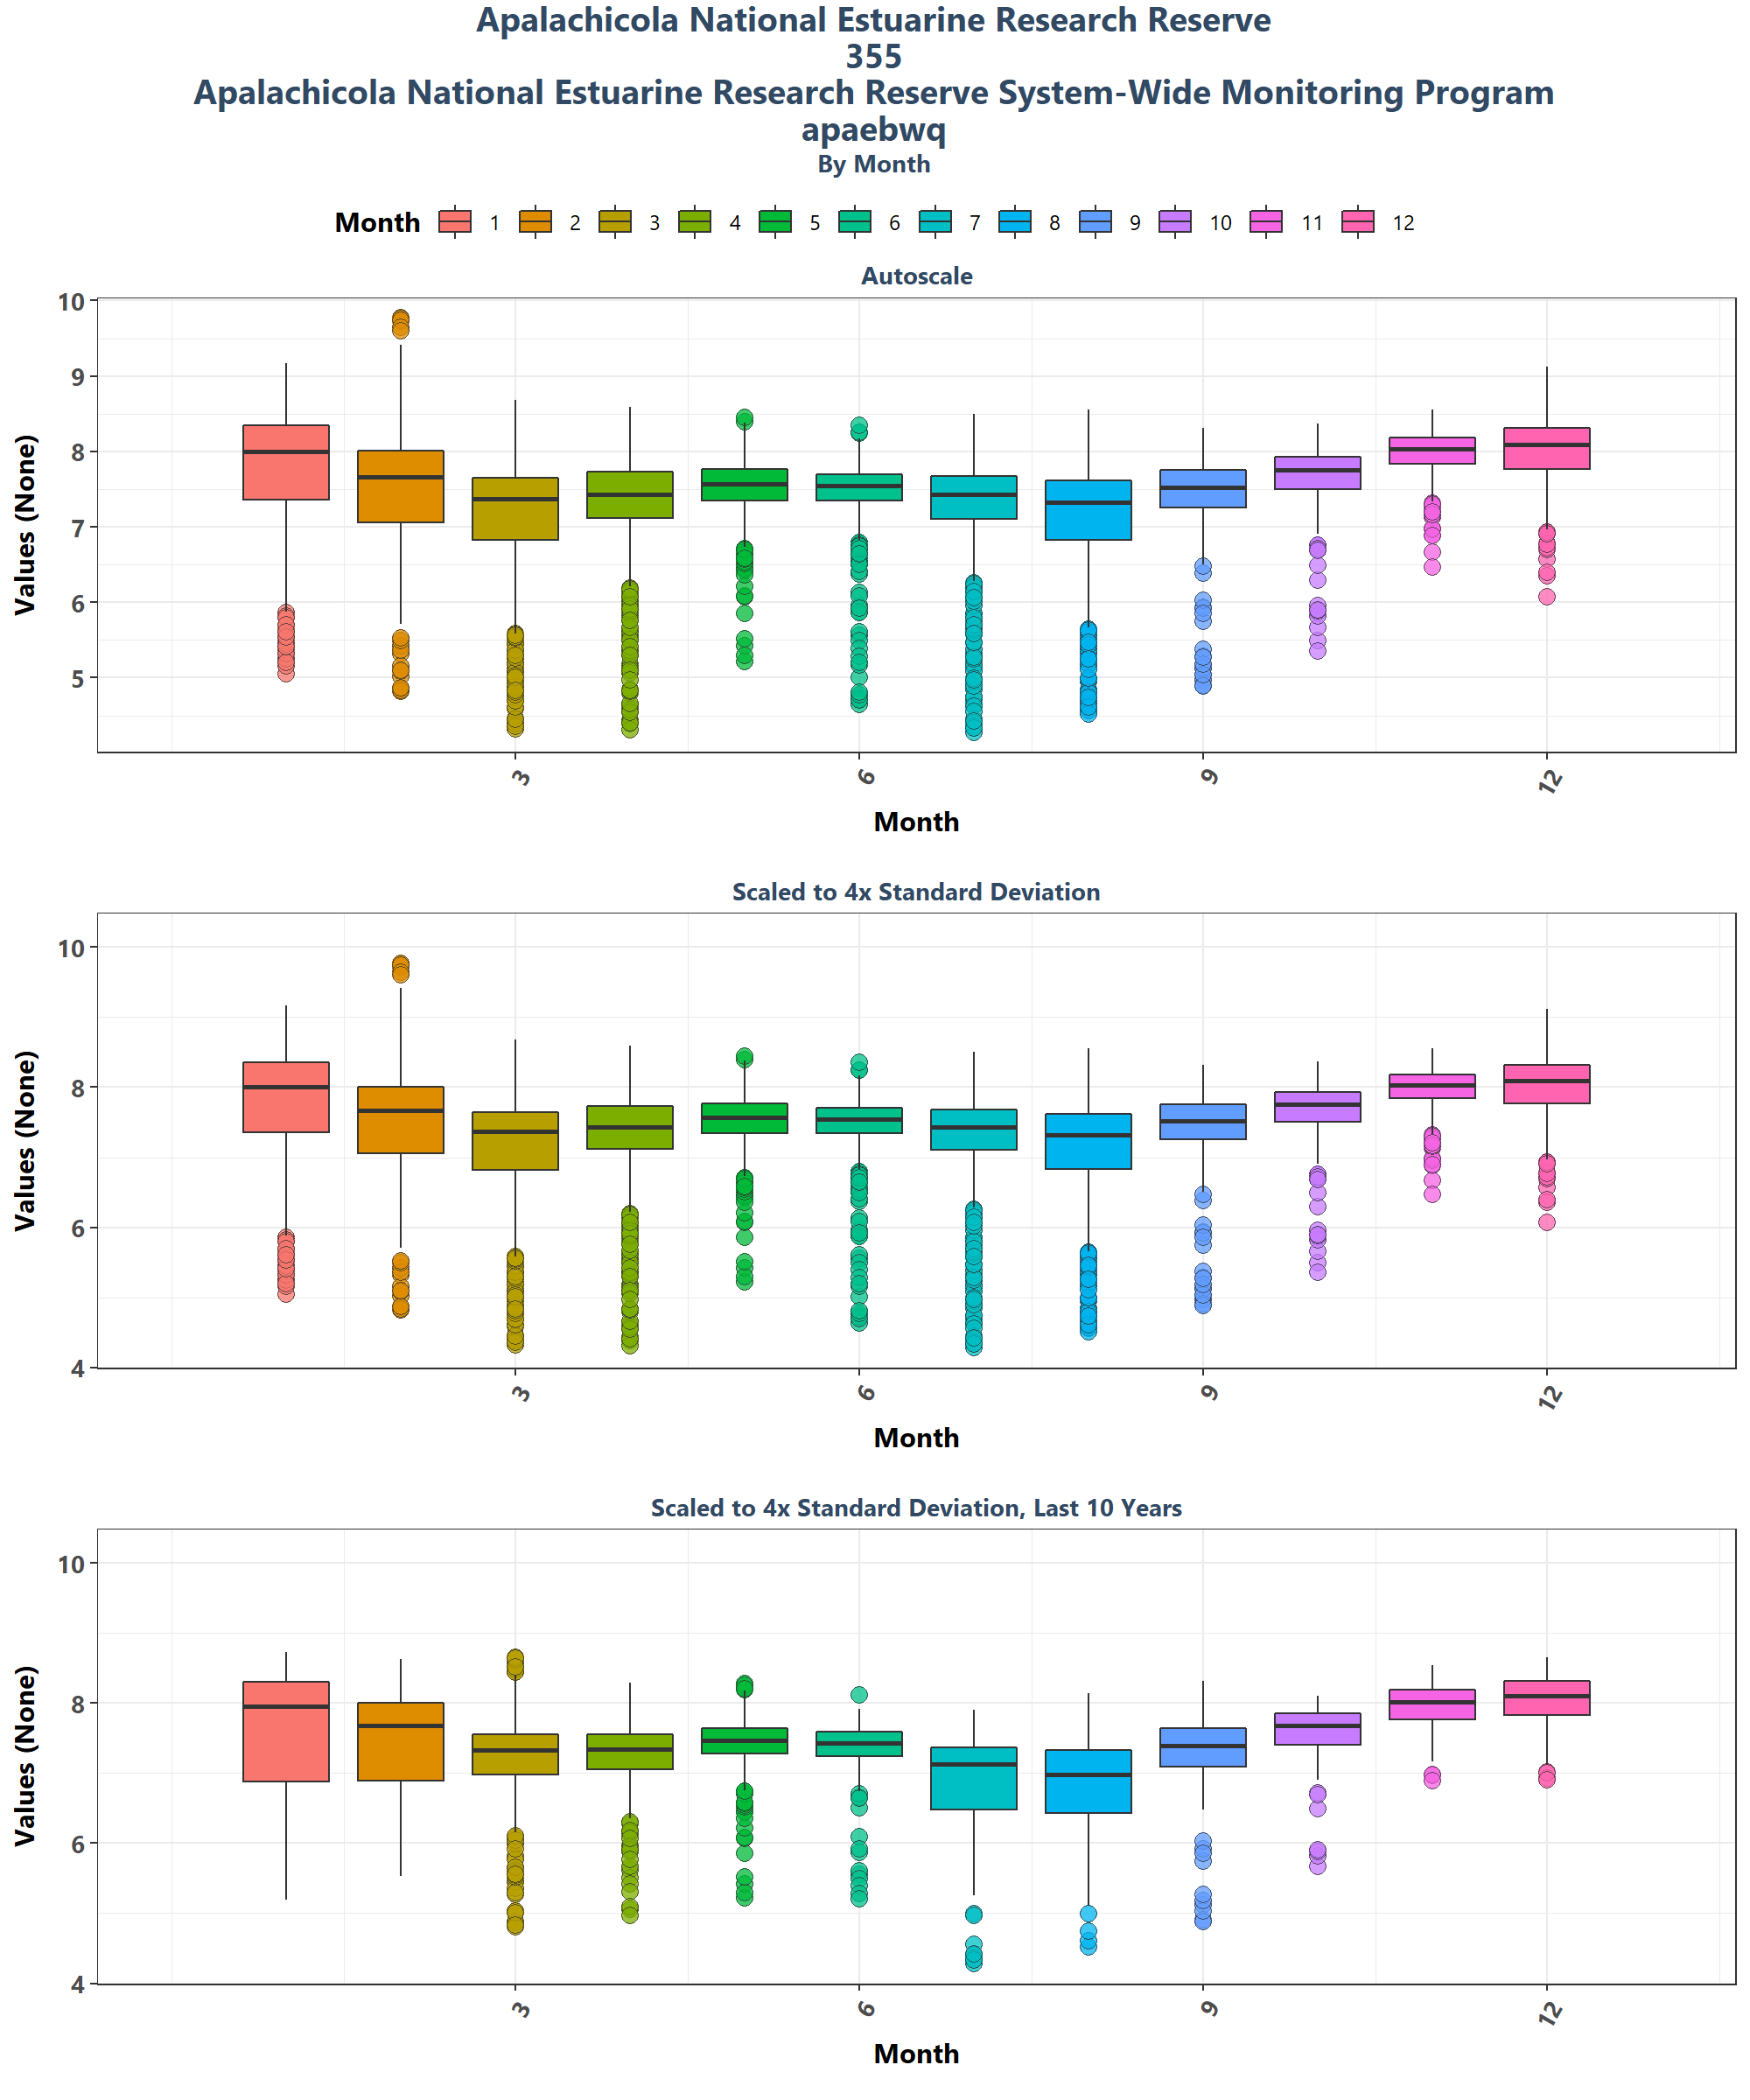 Apalachicola National Estuarine Research Reserve
355
Apalachicola National Estuarine Research Reserve System-Wide Monitoring Program
apaebwq
By Month
Month 1 2 3 4 5 6 7 8 9 10 11 12
Autoscale
Values (None)
10
9
8
7
6
5
3 6 9 12
Month
Scaled to 4x Standard Deviation
Values (None)
10
8
6
4
3 6 9 12
Month
Scaled to 4x Standard Deviation, Last 10 Years
Values (None)
10
8
6
4
3 6 9 12
Month